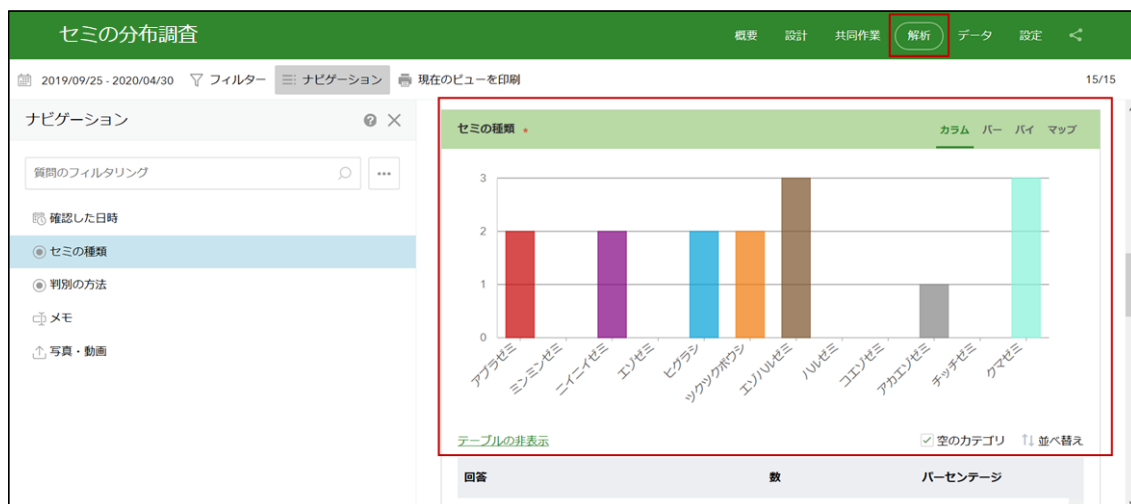 セミの分布調査
概要 設計 共同作業 解析 データ 設定
2019/09/25 - 2020/04/30 フィルター ナビゲーション 現在のビューを印刷 15/15
ナビゲーション
セミの種類 * カラム バー パイ マップ
質問のフィルタリング
確認した日時
セミの種類
判別の方法
メモ
写真・動画
3
2
1
0
アブラゼミ ミンミンゼミ ニイニイゼミ エゾゼミ ヒグラシ ツクツクボウシ エゾハルゼミ ハルゼミ コエゾゼミ アカエゾゼミ チッチゼミ クマゼミ
テーブルの非表示 空のカテゴリ 並べ替え
回答 数 パーセンテージ